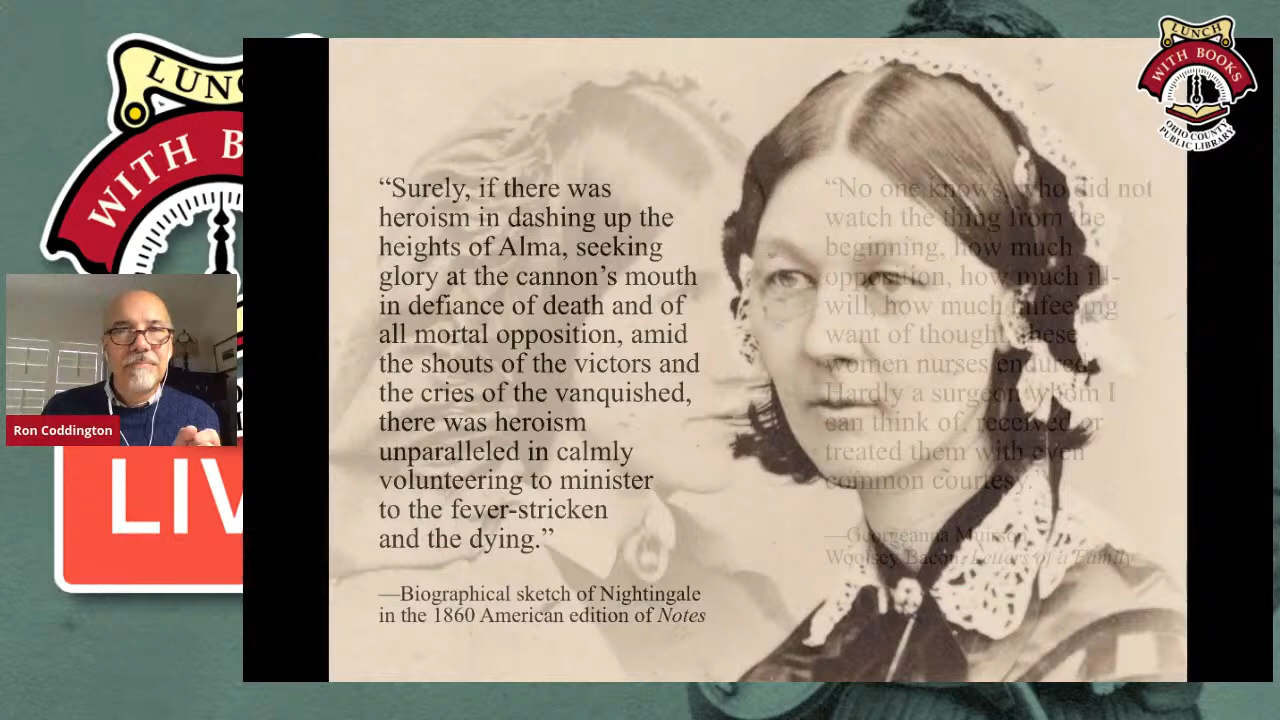 LUNCH
WITH BOOKS
OHIO COUNTY
PUBLIC LIBRARY
LUNC
WITH B
“Surely, if there was
heroism in dashing up the
heights of Alma, seeking
glory at the cannon’s mouth
in defiance of death and of
all mortal opposition, amid
the shouts of the victors and
the cries of the vanquished,
there was heroism
unparalleled in calmly
volunteering to minister
to the fever-stricken
and the dying.”
—Biographical sketch of Nightingale
in the 1860 American edition of Notes
“No one knows, who did not
watch the thing from the
beginning, how much
opposition, how much ill-
will, how much
want of thought, these
women nurses endured.
Hardly a surgeon whom I
can think of, received or
treated them with even
common courtesy.”
—Georgeanna
Woolsey Bacon, Letters of a Family
Ron Coddington
LIV